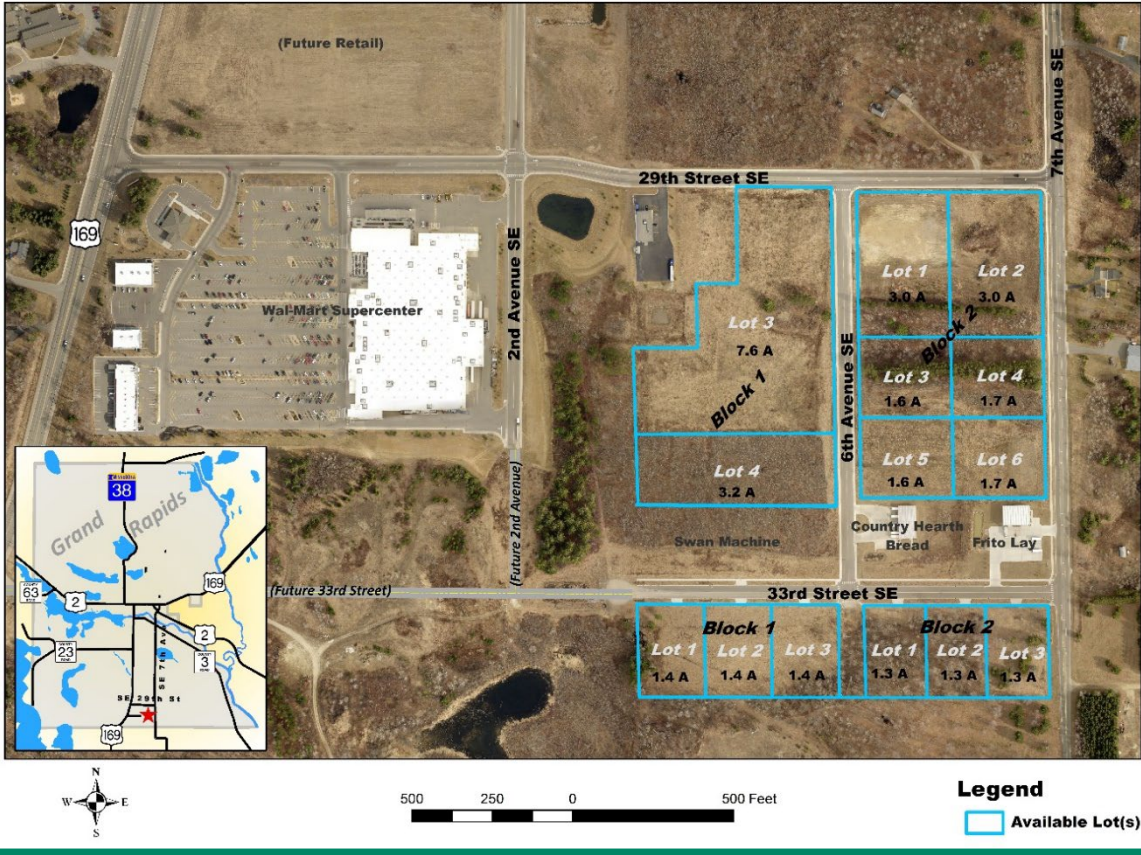 (Future Retail)
7th Avenue SE
29th Street SE
169
2nd Avenue SE
Wal-Mart Supercenter
Lot 3
7.6 A
Block 1
Lot 4
3.2 A
6th Avenue SE
Lot 1
3.0 A
Lot 2
3.0 A
Block 2
Lot 3
1.6 A
Lot 4
1.7 A
Lot 5
1.6 A
Lot 6
1.7 A
Swan Machine
Country Hearth
Bread
Frito Lay
(Future 2nd Avenue)
(Future 33rd Street)
33rd Street SE
Block 1
Lot 1
1.4 A
Lot 2
1.4 A
Lot 3
1.4 A
Block 2
Lot 1
1.3 A
Lot 2
1.3 A
Lot 3
1.3 A
38
Grand Rapids
169
63
2
2
23
3
SE 7th Av
SE 29th St
169
N
W
E
S
500
250
0
500 Feet
Legend
Available Lot(s)